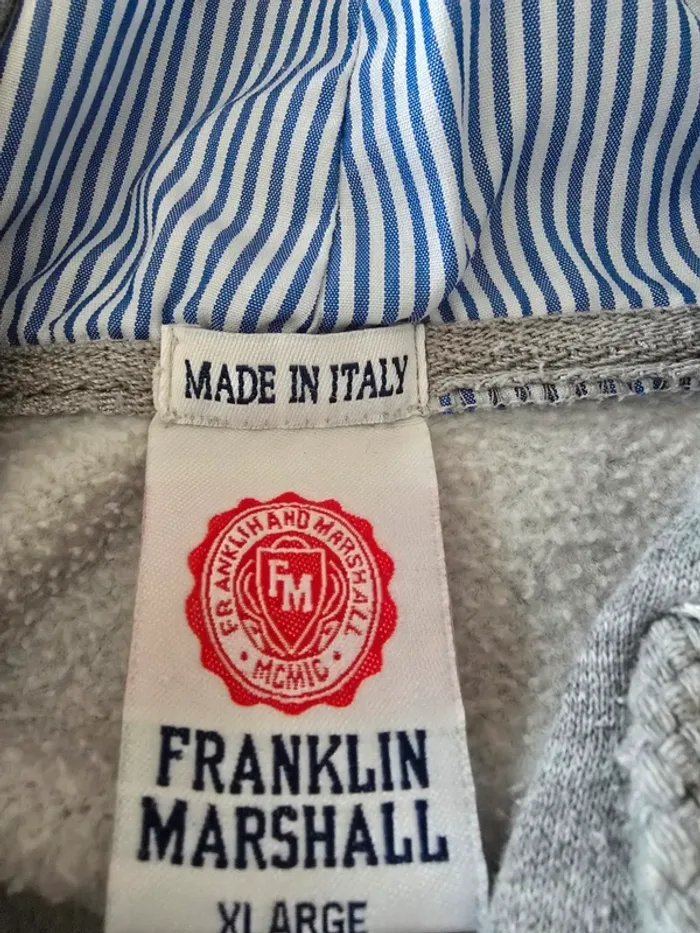 MADE IN ITALY
FRANKLIN AND MARSHALL
FM
· MCMIC ·
FRANKLIN
MARSHALL
XLARGE